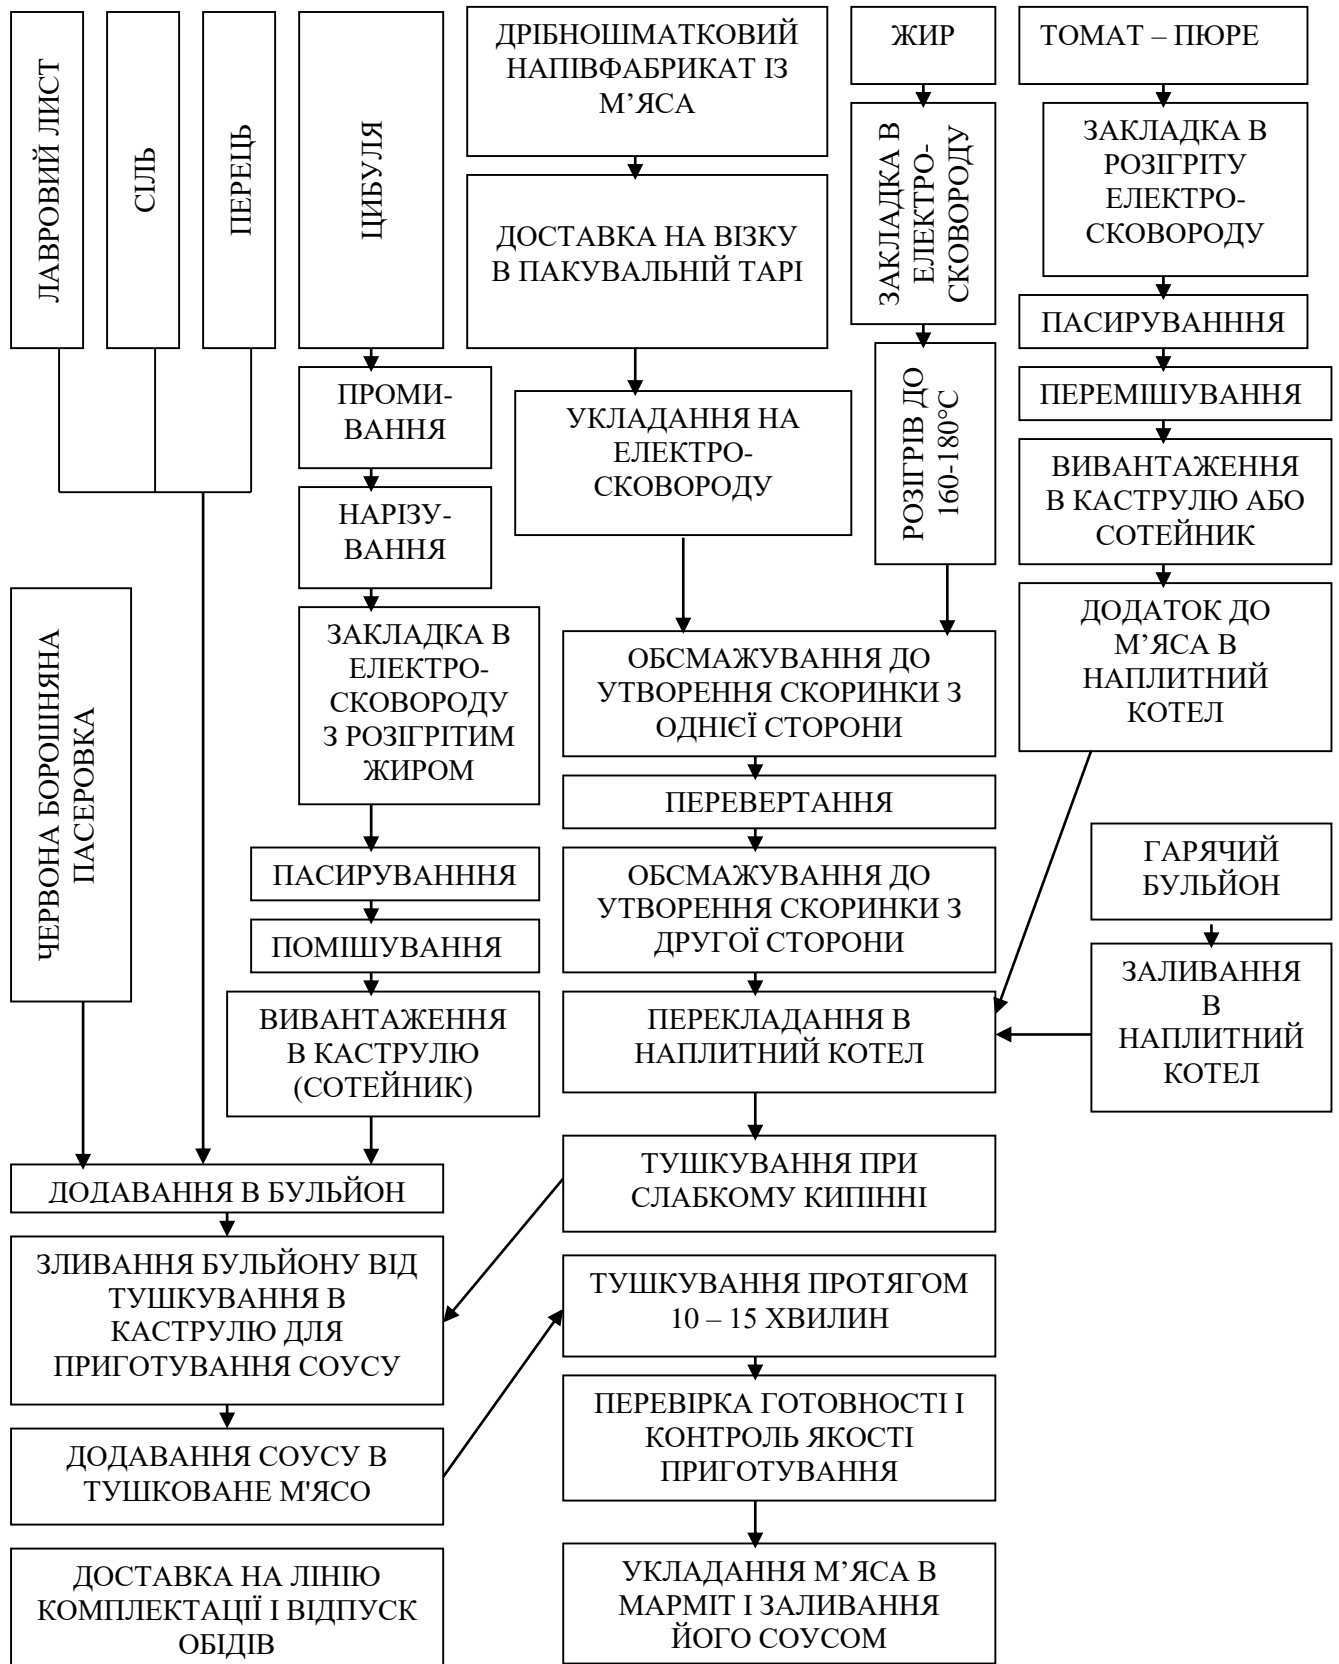 ЛАВРОВИЙ ЛИСТ
СІЛЬ
ПЕРЕЦЬ
ЦИБУЛЯ
ДРІБНОШМАТКОВИЙ
НАПІВФАБРИКАТ ІЗ
М’ЯСА
ЖИР
ТОМАТ – ПЮРЕ
ДОСТАВКА НА ВІЗКУ
В ПАКУВАЛЬНІЙ ТАРІ
ЗАКЛАДКА В
ЕЛЕКТРО-
СКОВОРОДУ
ЗАКЛАДКА В
РОЗІГРІТУ
ЕЛЕКТРО-
СКОВОРОДУ
ПАСИРУВАНННЯ
ПРОМИ-
ВАННЯ
УКЛАДАННЯ НА
ЕЛЕКТРО-
СКОВОРОДУ
РОЗІГРІВ ДО
160-180°С
ПЕРЕМІШУВАННЯ
ВИВАНТАЖЕННЯ
В КАСТРУЛЮ АБО
СОТЕЙНИК
НАРІЗУ-
ВАННЯ
ЧЕРВОНА БОРОШНЯНА
ПАСЕРОВКА
ЗАКЛАДКА В
ЕЛЕКТРО-
СКОВОРОДУ
З РОЗІГРІТИМ
ЖИРОМ
ОБСМАЖУВАННЯ ДО
УТВОРЕННЯ СКОРИНКИ З
ОДНІЄЇ СТОРОНИ
ДОДАТОК ДО
М’ЯСА В
НАПЛИТНИЙ
КОТЕЛ
ПЕРЕВЕРТАННЯ
ПАСИРУВАНННЯ
ОБСМАЖУВАННЯ ДО
УТВОРЕННЯ СКОРИНКИ З
ДРУГОЇ СТОРОНИ
ГАРЯЧИЙ
БУЛЬЙОН
ПОМІШУВАННЯ
ЗАЛИВАННЯ
В
НАПЛИТНИЙ
КОТЕЛ
ВИВАНТАЖЕННЯ
В КАСТРУЛЮ
(СОТЕЙНИК)
ПЕРЕКЛАДАННЯ В
НАПЛИТНИЙ КОТЕЛ
ДОДАВАННЯ В БУЛЬЙОН
ТУШКУВАННЯ ПРИ
СЛАБКОМУ КИПІННІ
ЗЛИВАННЯ БУЛЬЙОНУ ВІД
ТУШКУВАННЯ В
КАСТРУЛЮ ДЛЯ
ПРИГОТУВАННЯ СОУСУ
ТУШКУВАННЯ ПРОТЯГОМ
10 – 15 ХВИЛИН
ДОДАВАННЯ СОУСУ В
ТУШКОВАНЕ М'ЯСО
ПЕРЕВІРКА ГОТОВНОСТІ І
КОНТРОЛЬ ЯКОСТІ
ПРИГОТУВАННЯ
ДОСТАВКА НА ЛІНІЮ
КОМПЛЕКТАЦІЇ І ВІДПУСК
ОБІДІВ
УКЛАДАННЯ М’ЯСА В
МАРМІТ І ЗАЛИВАННЯ
ЙОГО СОУСОМ